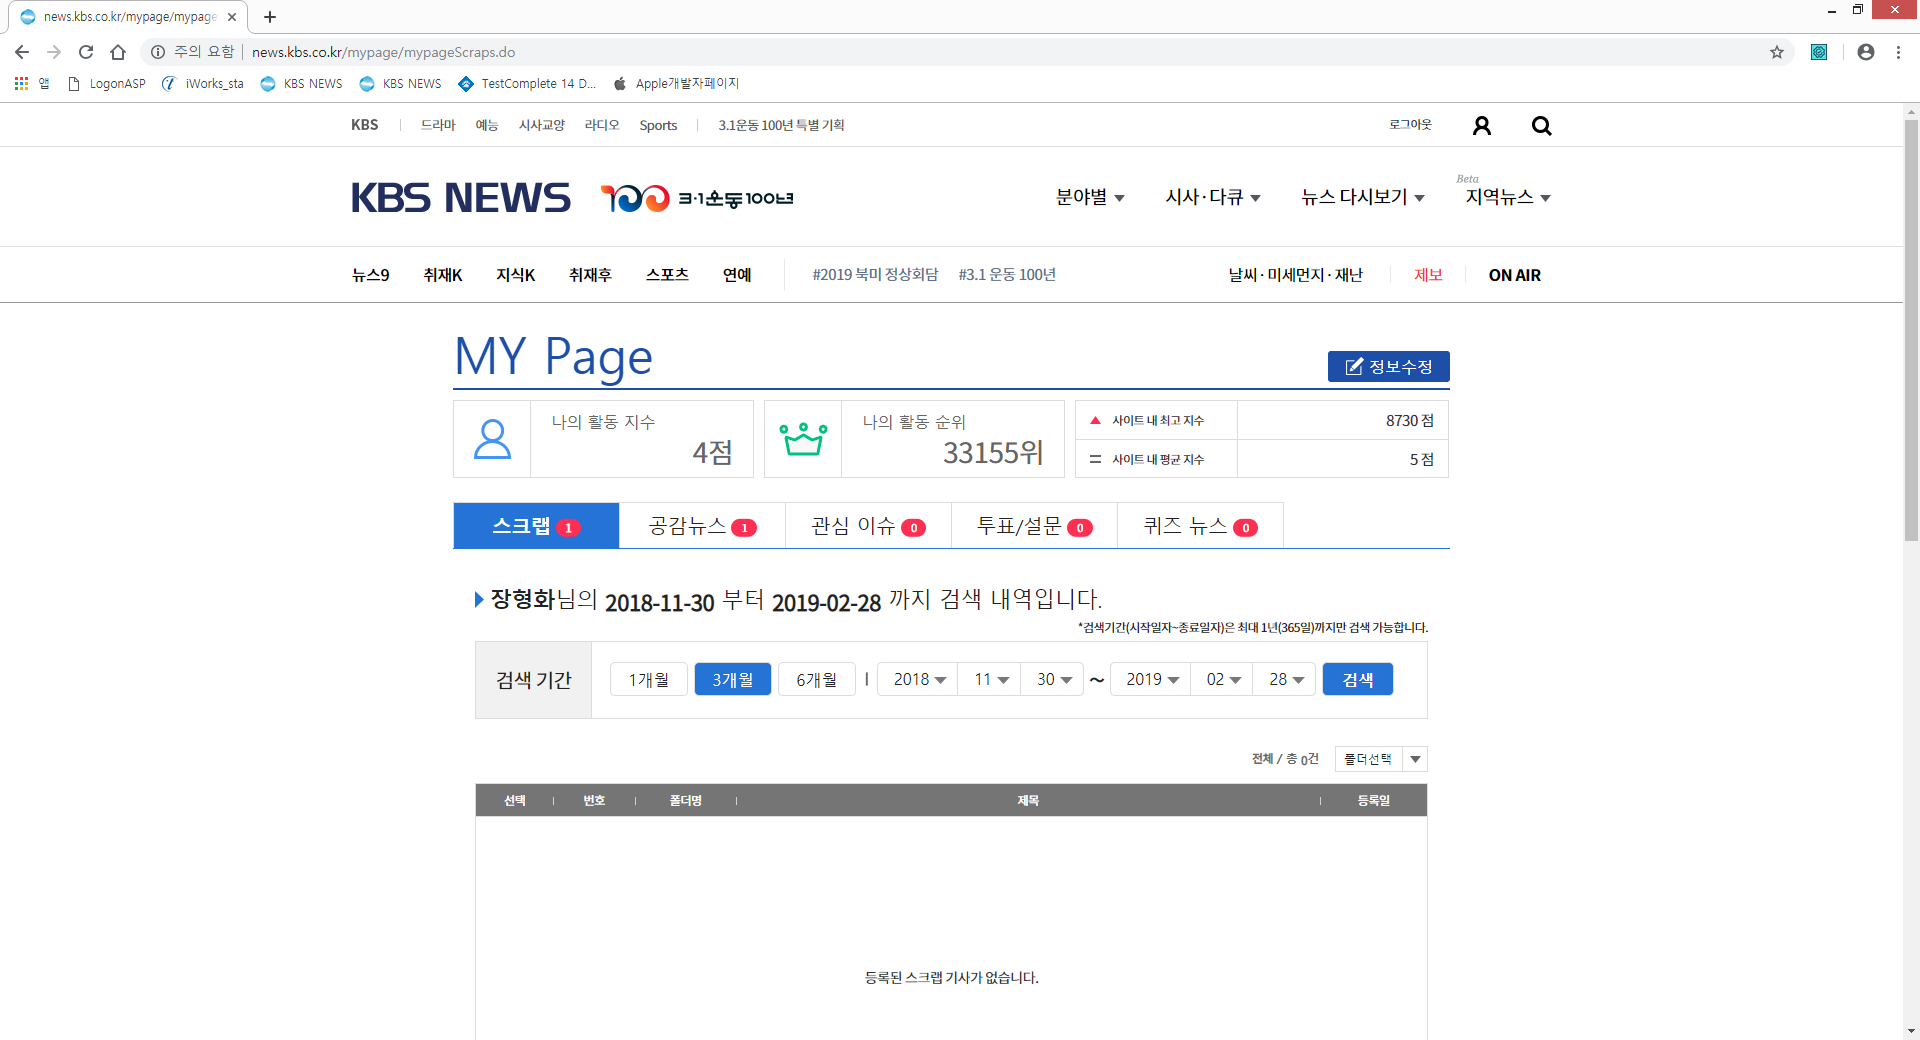 news.kbs.co.kr/mypage/mypage
주의 요함 news.kbs.co.kr/mypage/mypageScraps.do
앱 LogonASP iWorks_sta KBS NEWS KBS NEWS TestComplete 14 D... Apple개발자페이지
KBS 드라마 예능 시사교양 라디오 Sports 3.1운동 100년 특별 기획 로그아웃
KBS NEWS 100 3·1운동100년 분야별 시사·다큐 뉴스 다시보기 Beta 지역뉴스
뉴스9 취재K 지식K 취재후 스포츠 연예 #2019 북미 정상회담 #3.1 운동 100년 날씨·미세먼지·재난 제보 ON AIR
MY Page 정보수정
나의 활동 지수 4점
나의 활동 순위 33155위
사이트 내 최고 지수 8730 점
사이트 내 평균 지수 5 점
스크랩 1 공감뉴스 1 관심 이슈 0 투표/설문 0 퀴즈 뉴스 0
장형화님의 2018-11-30 부터 2019-02-28 까지 검색 내역입니다.
*검색기간(시작일자~종료일자)은 최대 1년(365일)까지만 검색 가능합니다.
검색 기간 1개월 3개월 6개월 | 2018 11 30 ~ 2019 02 28 검색
전체 / 총 0건 폴더선택
선택 번호 폴더명 제목 등록일
등록된 스크랩 기사가 없습니다.